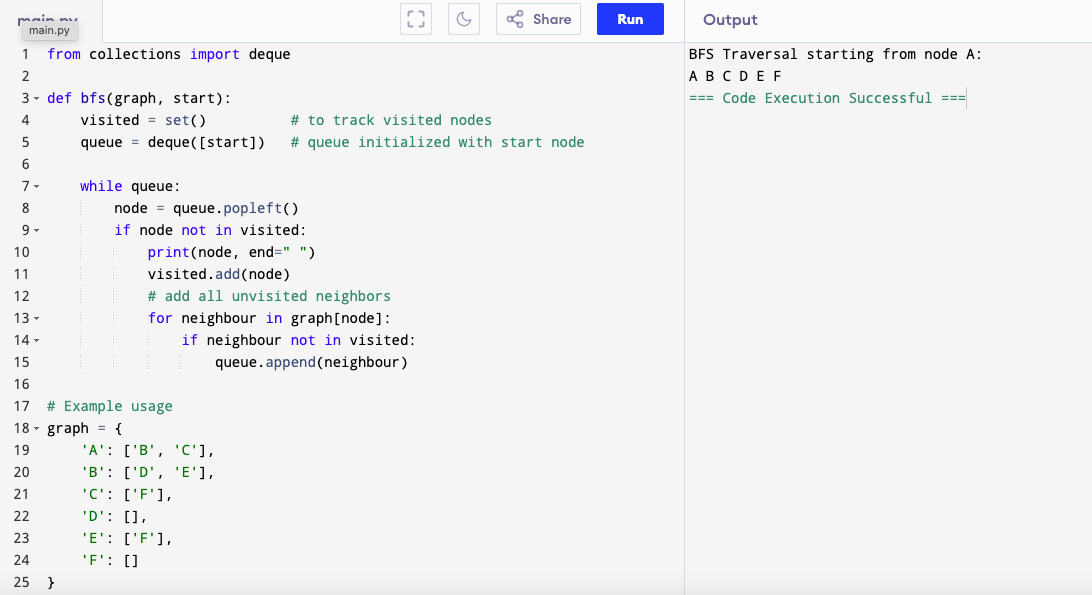 main.py
main.py
Share
Run
Output
1 from collections import deque
2
3 def bfs(graph, start):
4     visited = set()          # to track visited nodes
5     queue = deque([start])   # queue initialized with start node
6
7     while queue:
8         node = queue.popleft()
9         if node not in visited:
10             print(node, end=" ")
11             visited.add(node)
12             # add all unvisited neighbors
13             for neighbour in graph[node]:
14                 if neighbour not in visited:
15                     queue.append(neighbour)
16
17 # Example usage
18 graph = {
19     'A': ['B', 'C'],
20     'B': ['D', 'E'],
21     'C': ['F'],
22     'D': [],
23     'E': ['F'],
24     'F': []
25 }
BFS Traversal starting from node A:
A B C D E F
=== Code Execution Successful ===